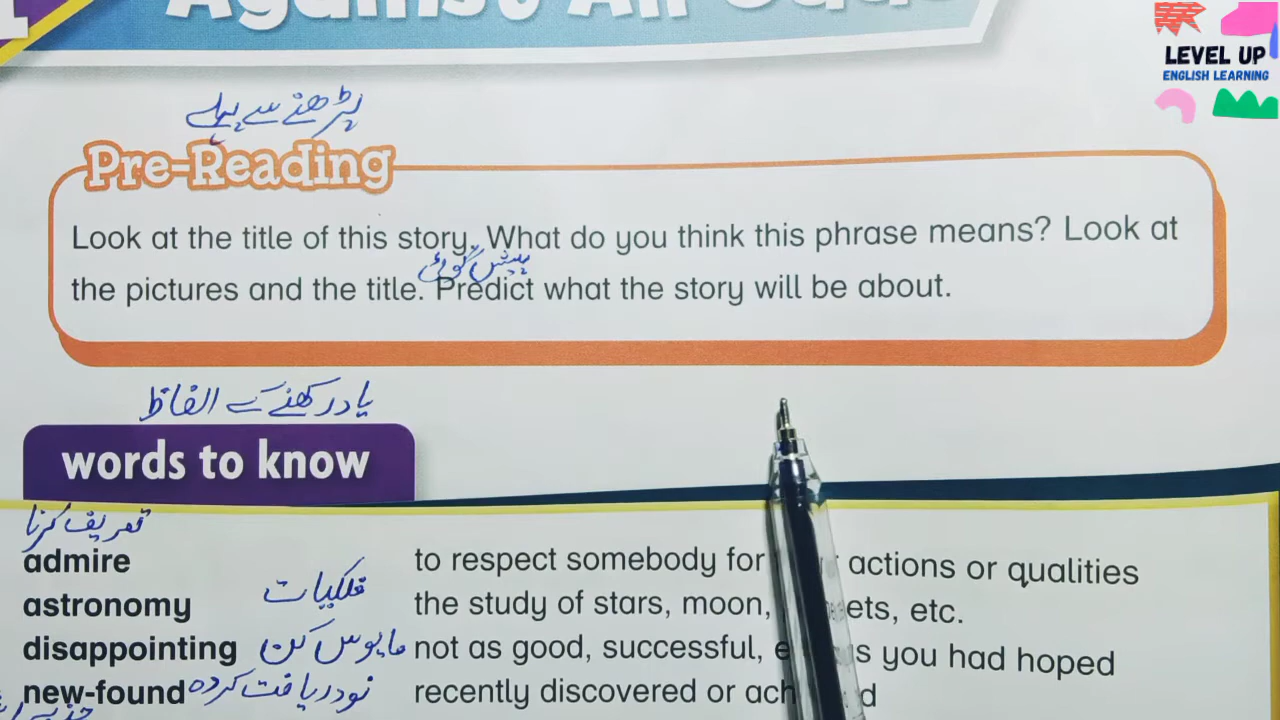 Against All Odds
LEVEL UP
ENGLISH LEARNING
پڑھنے سے پہلے
Pre-Reading
Look at the title of this story. What do you think this phrase means? Look at
پیش گوئی
the pictures and the title. Predict what the story will be about.
یاد رکھنے کے الفاظ
words to know
تعریف کرنا
admire to respect somebody for actions or qualities
فلکیات
astronomy the study of stars, moon, ets, etc.
disappointing مایوس کن not as good, successful, e s you had hoped
new-found نو دریافت کردہ recently discovered or ach d